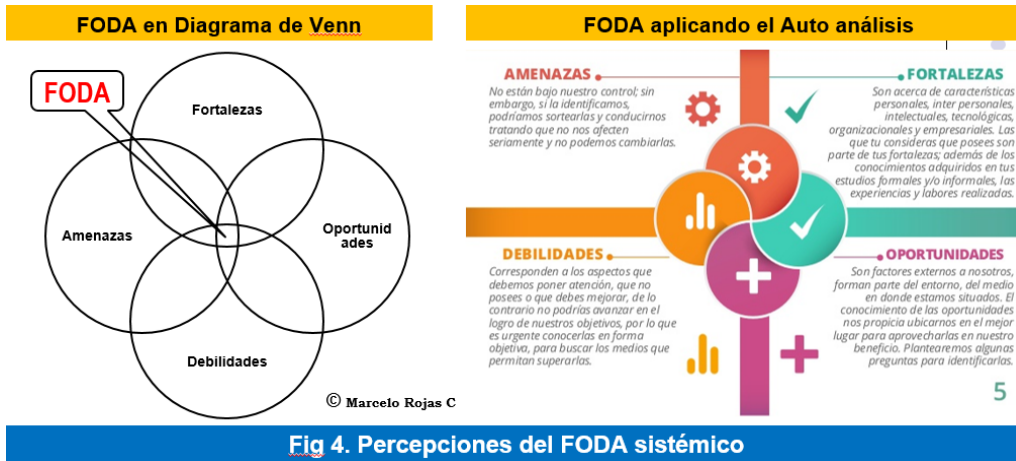 FODA en Diagrama de Venn
FODA
Fortalezas
Amenazas
Oportunid
ades
Debilidades
© Marcelo Rojas C
FODA aplicando el Auto análisis
AMENAZAS
No están bajo nuestro control; sin
embargo, si la identificamos,
podríamos sortearlas y conducirnos
tratando que no nos afecten
seriamente y no podemos cambiarlas.
FORTALEZAS
Son acerca de características
personales, inter personales,
intelectuales, tecnológicas,
organizacionales y empresariales. Las
que tu consideras que posees son
parte de tus fortalezas; además de los
conocimientos adquiridos en tus
estudios formales y/o informales, las
experiencias y labores realizadas.
DEBILIDADES
Corresponden a los aspectos que
debemos poner atención, que no
posees o que debes mejorar, de lo
contrario no podrías avanzar en el
logro de nuestros objetivos, por lo que
es urgente conocerlas en forma
objetiva, para buscar los medios que
permitan superarlas.
OPORTUNIDADES
Son factores externos a nosotros,
forman parte del entorno, del medio
en donde estamos situados. El
conocimiento de las oportunidades
nos propicia ubicarnos en el mejor
lugar para aprovecharlas en nuestro
beneficio. Plantearemos algunas
preguntas para identificarlas.
5
Fig 4. Percepciones del FODA sistémico